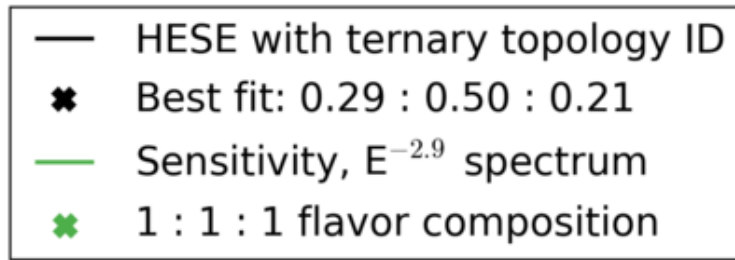 HESE with ternary topology ID
Best fit: 0.29 : 0.50 : 0.21
Sensitivity, E^{-2.9} spectrum
1 : 1 : 1 flavor composition